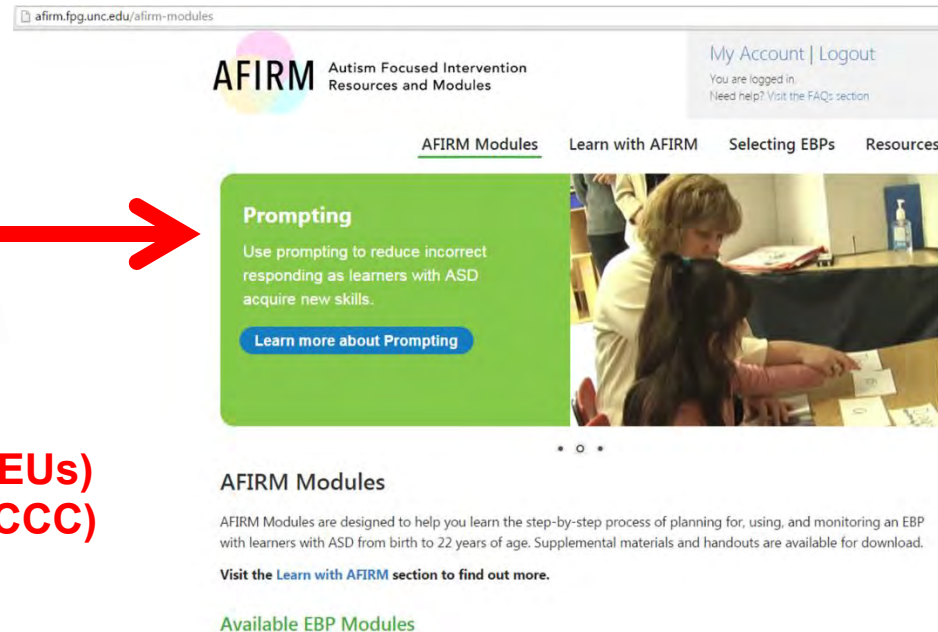 afirm.fpg.unc.edu/afirm-modules
AFIRM
Autism Focused Intervention
Resources and Modules
My Account | Logout
You are logged in.
Need help? Visit the FAQs section
AFIRM Modules Learn with AFIRM Selecting EBPs Resources
Prompting
Use prompting to reduce incorrect
responding as learners with ASD
acquire new skills.
Learn more about Prompting
EUs)
CCC)
AFIRM Modules
AFIRM Modules are designed to help you learn the step-by-step process of planning for, using, and monitoring an EBP
with learners with ASD from birth to 22 years of age. Supplemental materials and handouts are available for download.
Visit the Learn with AFIRM section to find out more.
Available EBP Modules